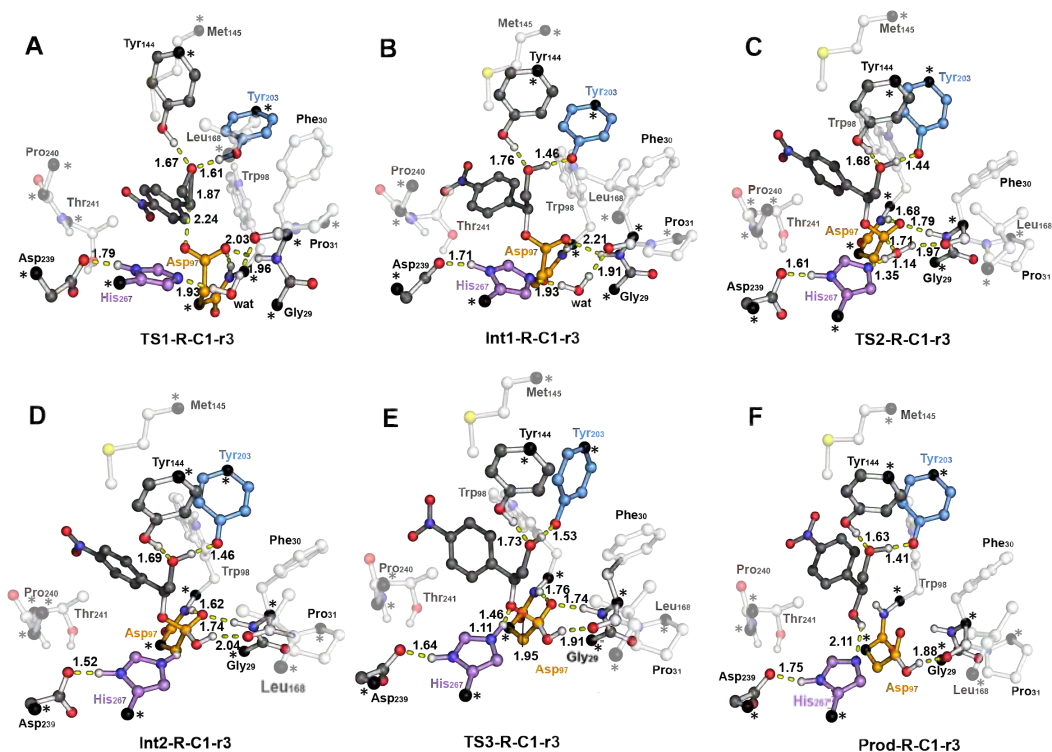 A
Met145
*
Tyr144
*
Tyr203
*
Leu168
*
Phe30
Pro240
*
1.67
1.61
1.87
Trp98
Thr241
*
*
2.24
2.03
*
1.79
Asp97
Pro31
Asp239
1.96
*
His267
*
1.93
wat
*
*
Gly29
TS1-R-C1-r3
B
Met145
*
Tyr144
*
Tyr203
*
1.76
1.46
Phe30
Pro240
*
Leu168
Trp98
*
Thr241
*
*
Pro31
2.21
*
Asp97
Asp239
1.71
1.91
*
His267
*
1.93
*
wat
Gly29
*
Int1-R-C1-r3
C
Met145
*
Tyr144
*
Tyr203
*
Trp98
1.68
1.44
Phe30
Pro240
*
*
1.68
1.79
Leu168
Thr241
*
Asp97
*
1.71
1.97
*
1.14
Asp239
1.61
1.35
Gly29
*
*
Pro31
His267
*
*
TS2-R-C1-r3
D
Met145
*
Tyr144
*
Tyr203
*
1.69
1.46
Trp98
Phe30
Pro240
*
*
1.62
*
Pro31
Thr241
*
Asp97
1.74
*
2.04
Gly29
*
1.52
Asp239
*
His267
*
Leu168
*
Int2-R-C1-r3
E
Met145
*
Tyr144
*
Tyr203
*
Trp98
1.73
1.53
Phe30
Pro240
*
*
1.76
1.74
*
Leu168
*
Thr241
1.46
*
1.11
1.91
Gly29
*
1.64
1.95
Asp97
Pro31
Asp239
*
His267
*
TS3-R-C1-r3
F
Met145
*
Tyr144
*
Tyr203
*
1.63
1.41
Phe30
Trp98
Pro240
*
*
Thr241
*
*
2.11
*
1.88
Gly29
*
1.75
Asp97
Leu168
*
Pro31
Asp239
*
His267
*
*
Prod-R-C1-r3